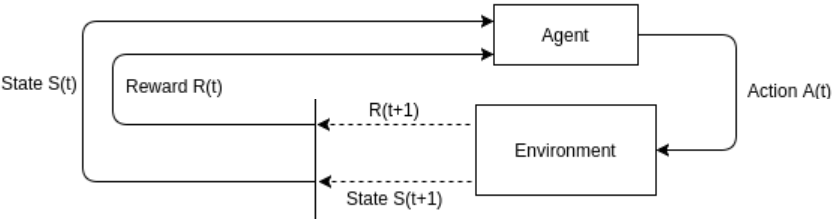 Agent
State S(t)
Reward R(t)
Action A(t)
R(t+1)
Environment
State S(t+1)